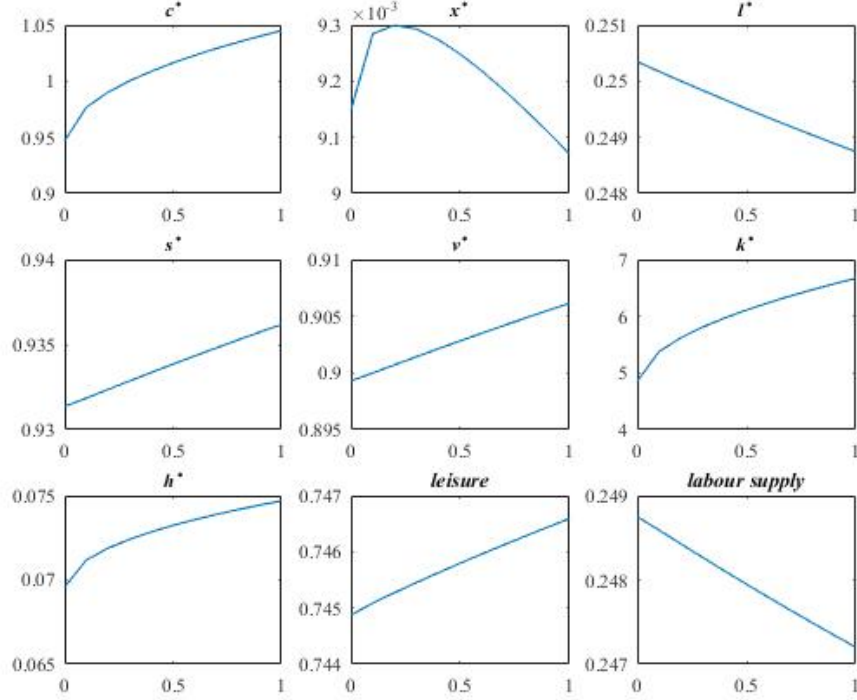 c* x* l*
×10⁻³
1.05 9.3 0.251
1 9.2 0.25
0.95 9.1 0.249
0.9 9 0.248
0 0.5 1 0 0.5 1 0 0.5 1
s* v* k*
0.94 0.91 7
0.905 6
0.935 0.9 5
0.93 0.895 4
0 0.5 1 0 0.5 1 0 0.5 1
h* leisure labour supply
0.075 0.747 0.249
0.746 0.248
0.07 0.745
0.065 0.744 0.247
0 0.5 1 0 0.5 1 0 0.5 1